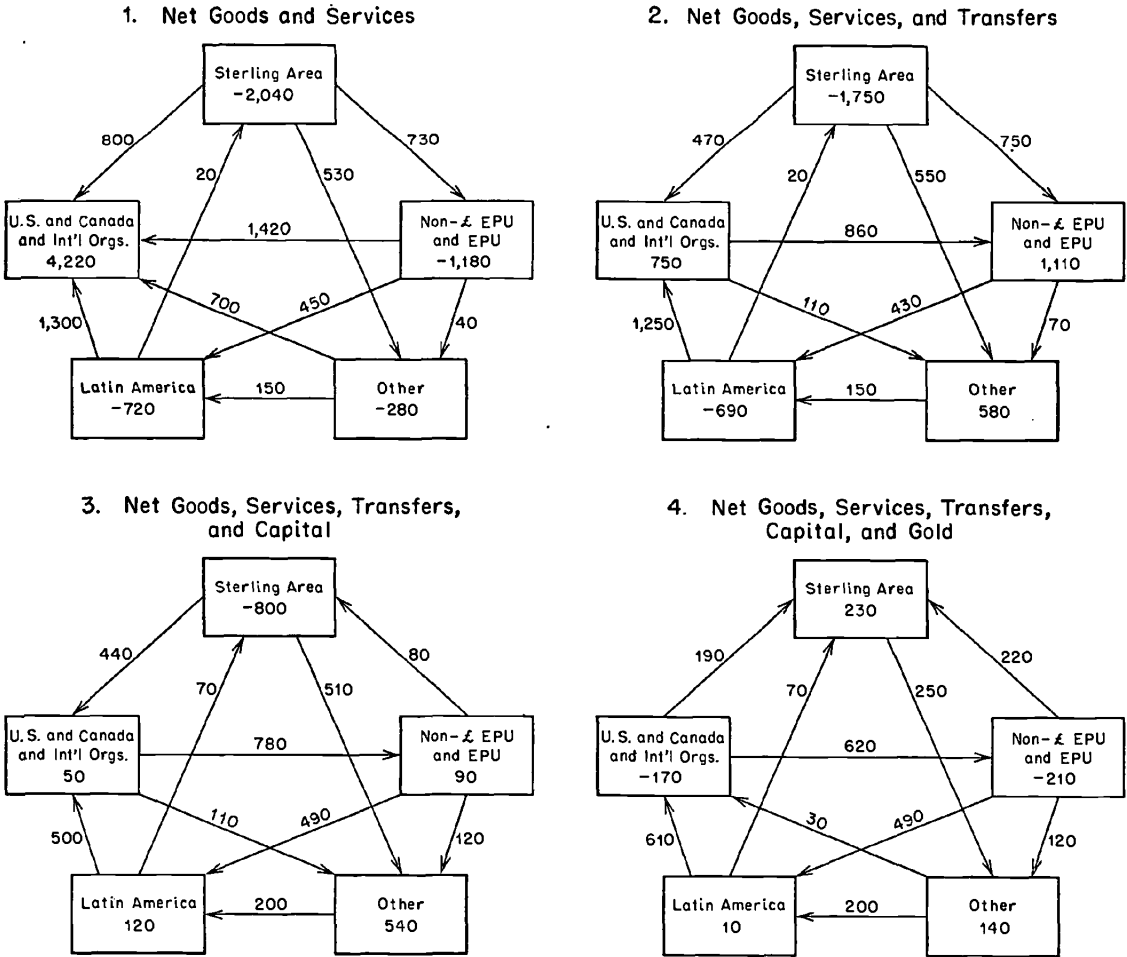 1. Net Goods and Services
Sterling Area
-2,040
800
730
20
530
U.S. and Canada
and Int'l Orgs.
4,220
1,420
Non-£ EPU
and EPU
-1,180
700
450
1,300
40
Latin America
-720
150
Other
-280
2. Net Goods, Services, and Transfers
Sterling Area
-1,750
470
750
20
550
U.S. and Canada
and Int'l Orgs.
750
860
Non-£ EPU
and EPU
1,110
110
430
1,250
70
Latin America
-690
150
Other
580
3. Net Goods, Services, Transfers,
and Capital
Sterling Area
-800
440
80
70
510
U.S. and Canada
and Int'l Orgs.
50
780
Non-£ EPU
and EPU
90
110
490
500
120
Latin America
120
200
Other
540
4. Net Goods, Services, Transfers,
Capital, and Gold
Sterling Area
230
190
220
70
250
U.S. and Canada
and Int'l Orgs.
-170
620
Non-£ EPU
and EPU
-210
30
490
610
120
Latin America
10
200
Other
140